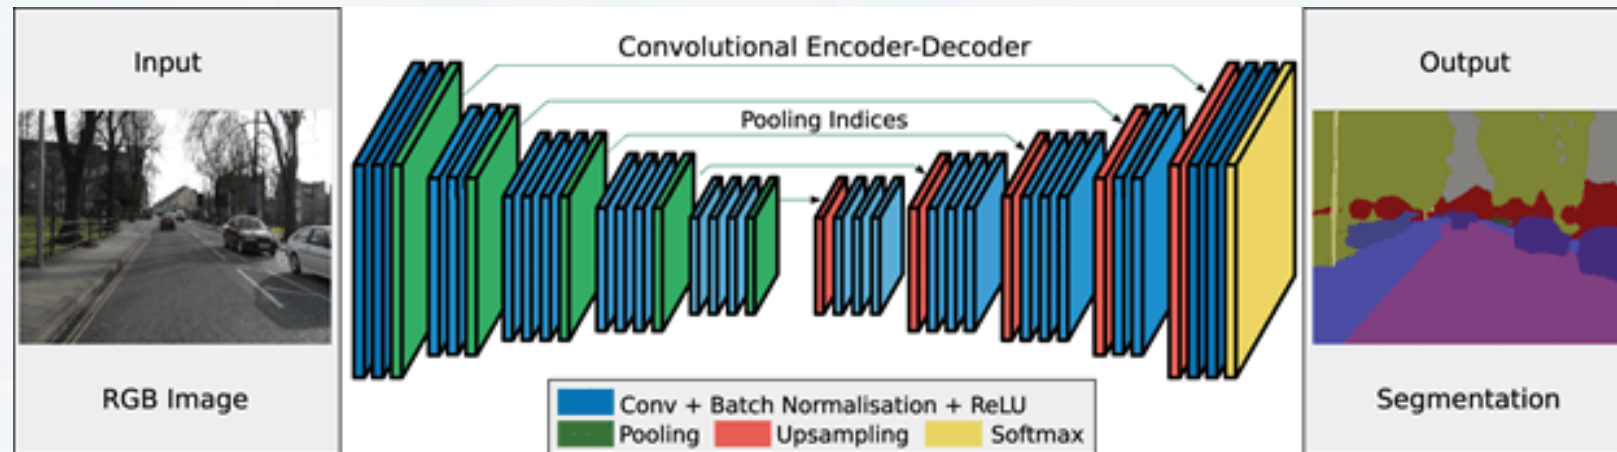 Input
RGB Image
Convolutional Encoder-Decoder
Pooling Indices
Conv + Batch Normalisation + ReLU
Pooling Upsampling Softmax
Output
Segmentation